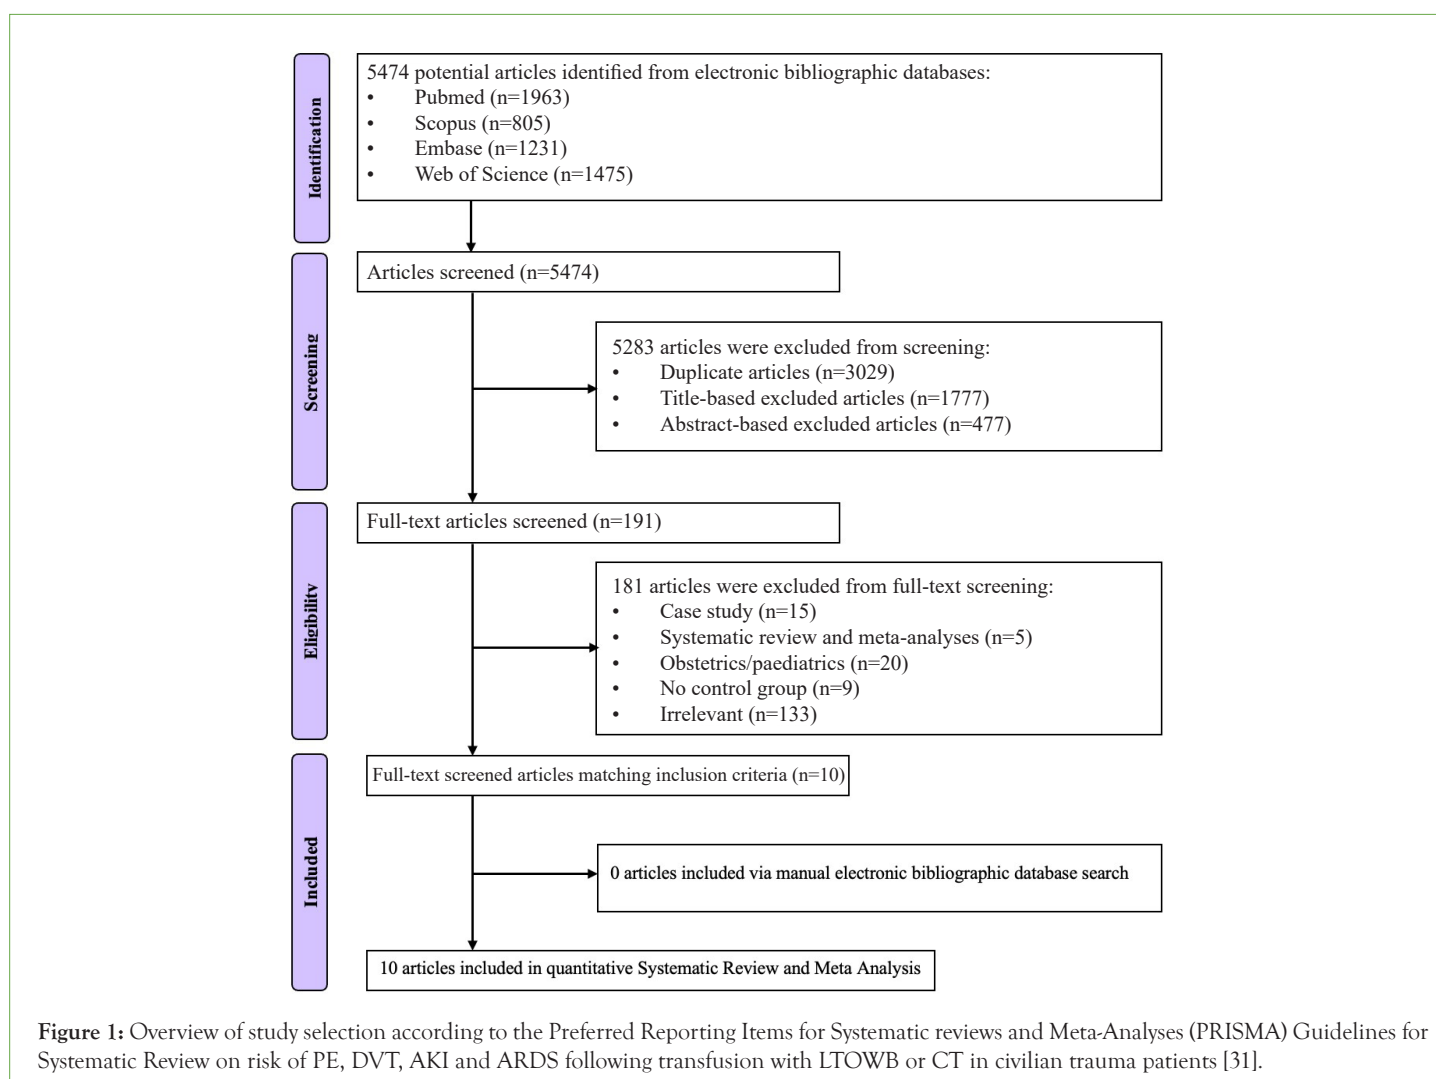 Identification
5474 potential articles identified from electronic bibliographic databases:
• Pubmed (n=1963)
• Scopus (n=805)
• Embase (n=1231)
• Web of Science (n=1475)
Screening
Articles screened (n=5474)
5283 articles were excluded from screening:
• Duplicate articles (n=3029)
• Title-based excluded articles (n=1777)
• Abstract-based excluded articles (n=477)
Eligibility
Full-text articles screened (n=191)
181 articles were excluded from full-text screening:
• Case study (n=15)
• Systematic review and meta-analyses (n=5)
• Obstetrics/paediatrics (n=20)
• No control group (n=9)
• Irrelevant (n=133)
Included
Full-text screened articles matching inclusion criteria (n=10)
0 articles included via manual electronic bibliographic database search
10 articles included in quantitative Systematic Review and Meta Analysis
Figure 1: Overview of study selection according to the Preferred Reporting Items for Systematic reviews and Meta-Analyses (PRISMA) Guidelines for
Systematic Review on risk of PE, DVT, AKI and ARDS following transfusion with LTOWB or CT in civilian trauma patients [31].